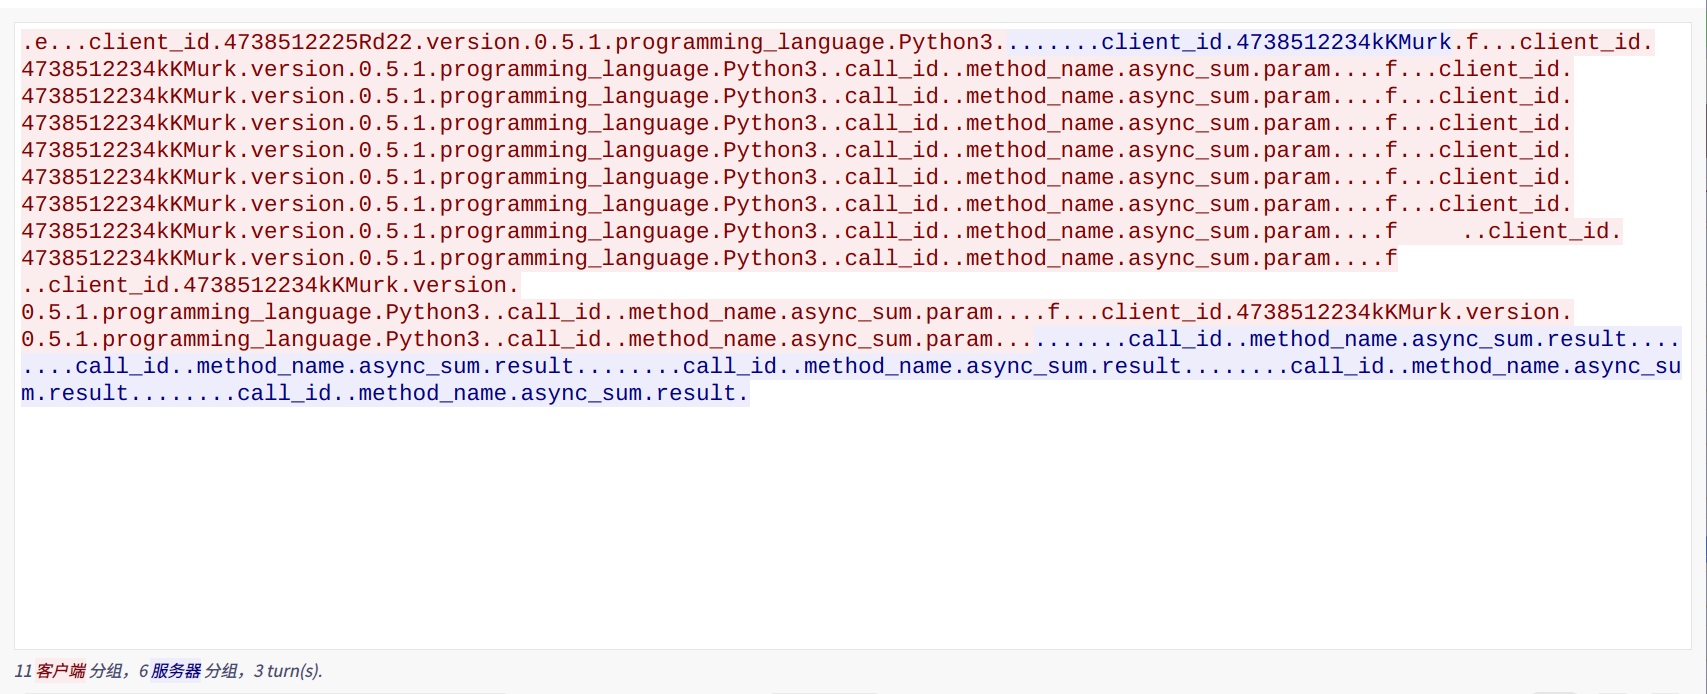 .e...client_id.4738512225Rd22.version.0.5.1.programming_language.Python3........client_id.4738512234kKMurk.f...client_id.
4738512234kKMurk.version.0.5.1.programming_language.Python3..call_id..method_name.async_sum.param....f...client_id.
4738512234kKMurk.version.0.5.1.programming_language.Python3..call_id..method_name.async_sum.param....f...client_id.
4738512234kKMurk.version.0.5.1.programming_language.Python3..call_id..method_name.async_sum.param....f...client_id.
4738512234kKMurk.version.0.5.1.programming_language.Python3..call_id..method_name.async_sum.param....f...client_id.
4738512234kKMurk.version.0.5.1.programming_language.Python3..call_id..method_name.async_sum.param....f...client_id.
4738512234kKMurk.version.0.5.1.programming_language.Python3..call_id..method_name.async_sum.param....f...client_id.
4738512234kKMurk.version.0.5.1.programming_language.Python3..call_id..method_name.async_sum.param....f     ..client_id.
4738512234kKMurk.version.0.5.1.programming_language.Python3..call_id..method_name.async_sum.param....f
..client_id.4738512234kKMurk.version.
0.5.1.programming_language.Python3..call_id..method_name.async_sum.param....f...client_id.4738512234kKMurk.version.
0.5.1.programming_language.Python3..call_id..method_name.async_sum.param..........call_id..method_name.async_sum.result....
....call_id..method_name.async_sum.result........call_id..method_name.async_sum.result........call_id..method_name.async_su
m.result........call_id..method_name.async_sum.result.
11 客户端 分组，6 服务器 分组，3 turn(s).